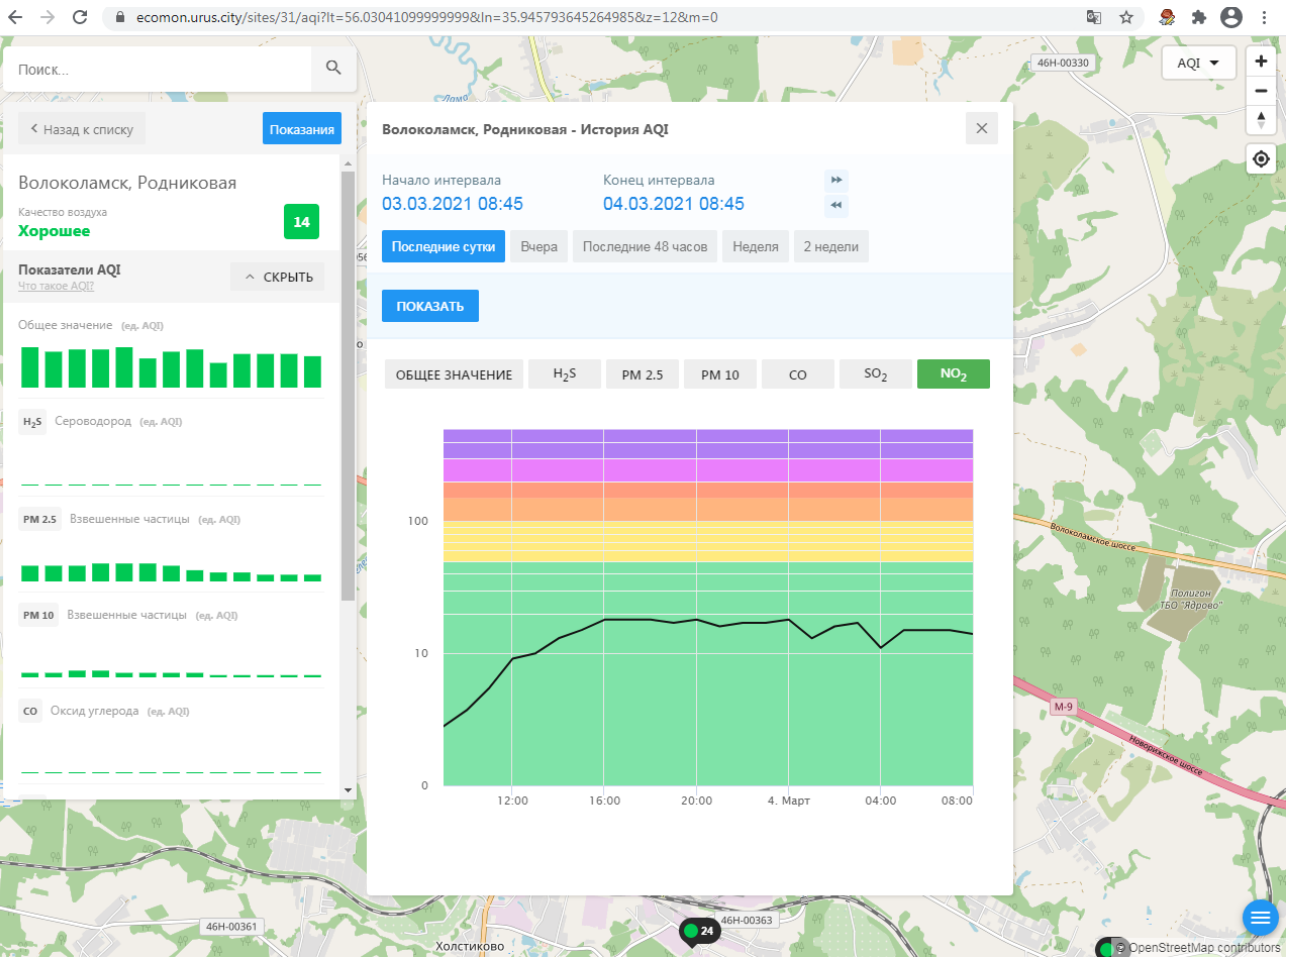 ecomon.urus.city/sites/31/aqi?lt=56.03041099999999&ln=35.945793645264985&z=12&m=0
Поиск...
46Н-00330
AQI
Назад к списку
Показания
Волоколамск, Родниковая - История AQI
Волоколамск, Родниковая
Качество воздуха
Хорошее
14
Начало интервала
Конец интервала
03.03.2021 08:45
04.03.2021 08:45
Последние сутки
Вчера
Последние 48 часов
Неделя
2 недели
Показатели AQI
Что такое AQI?
СКРЫТЬ
ПОКАЗАТЬ
Общее значение (ед. AQI)
ОБЩЕЕ ЗНАЧЕНИЕ
H2S
PM 2.5
PM 10
CO
SO2
NO2
H2S Сероводород (ед. AQI)
PM 2.5 Взвешенные частицы (ед. AQI)
PM 10 Взвешенные частицы (ед. AQI)
CO Оксид углерода (ед. AQI)
100
10
0
12:00
16:00
20:00
4. Март
04:00
08:00
Лама
Волоколамское шоссе
Полигон
ТБО "Ядрово"
М-9
Новорижское шоссе
46Н-00361
46Н-00363
24
Холстиково
OpenStreetMap contributors